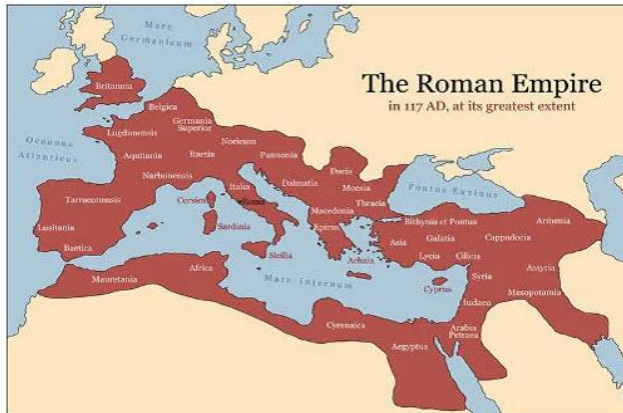 Mare
Germanicum
The Roman Empire
in 117 AD, at its greatest extent
Britannia
Belgica
Germania
Superior
Lugdunensis
Noricum
Oceanus
Atlanticus
Aquitania
Raetia
Pannonia
Dacia
Narbonensis
Italia
Dalmatia
Moesia
Pontus Euxinus
Tarraconensis
Corsica
Roma
Thracia
Macedonia
Bithynia et Pontus
Armenia
Lusitania
Sardinia
Epirus
Asia
Galatia
Cappadocia
Baetica
Sicilia
Achaia
Lycia
Cilicia
Assyria
Mauretania
Africa
Mare Internum
Cyprus
Syria
Mesopotamia
Iudaea
Cyrenaica
Arabia
Petraea
Aegyptus